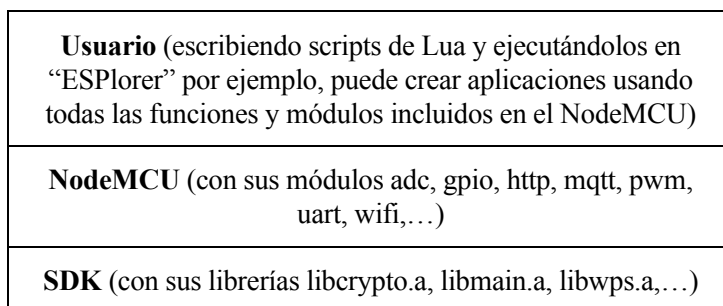 Usuario (escribiendo scripts de Lua y ejecutándolos en
“ESPlorer” por ejemplo, puede crear aplicaciones usando
todas las funciones y módulos incluidos en el NodeMCU)
NodeMCU (con sus módulos adc, gpio, http, mqtt, pwm,
uart, wifi,…)
SDK (con sus librerías libcrypto.a, libmain.a, libwps.a,…)